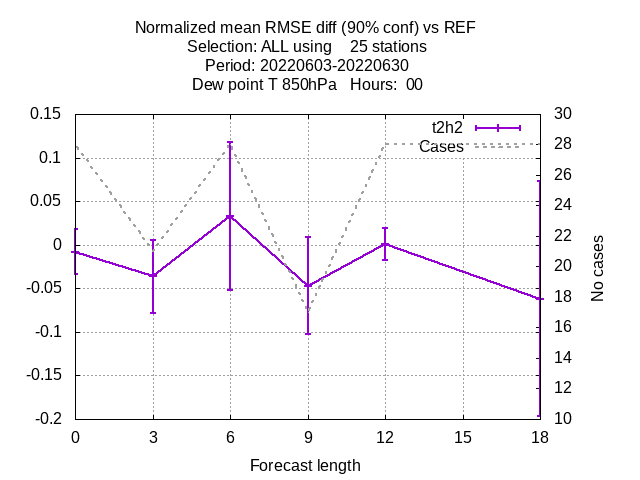 Normalized mean RMSE diff (90% conf) vs REF
Selection: ALL using    25 stations
Period: 20220603-20220630
Dew point T 850hPa   Hours:  00
0.15
0.1
0.05
0
-0.05
-0.1
-0.15
-0.2
t2h2
Cases
30
28
26
24
22
20
18
16
14
12
10
No cases
0 3 6 9 12 15 18
Forecast length